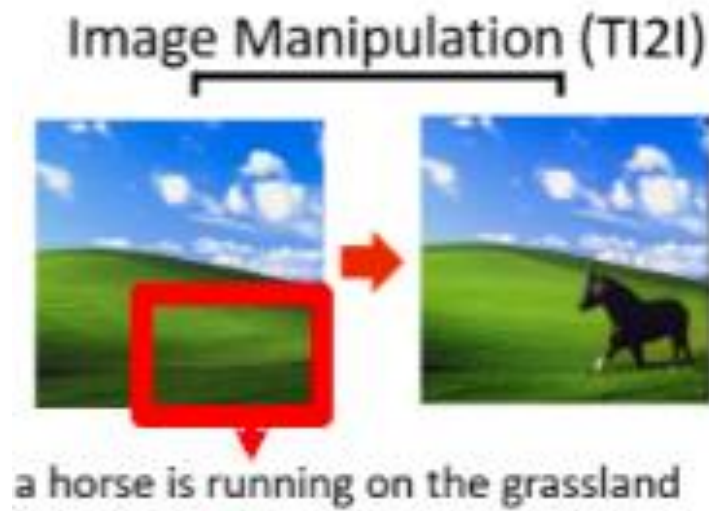 Image Manipulation (TI2I)
a horse is running on the grassland